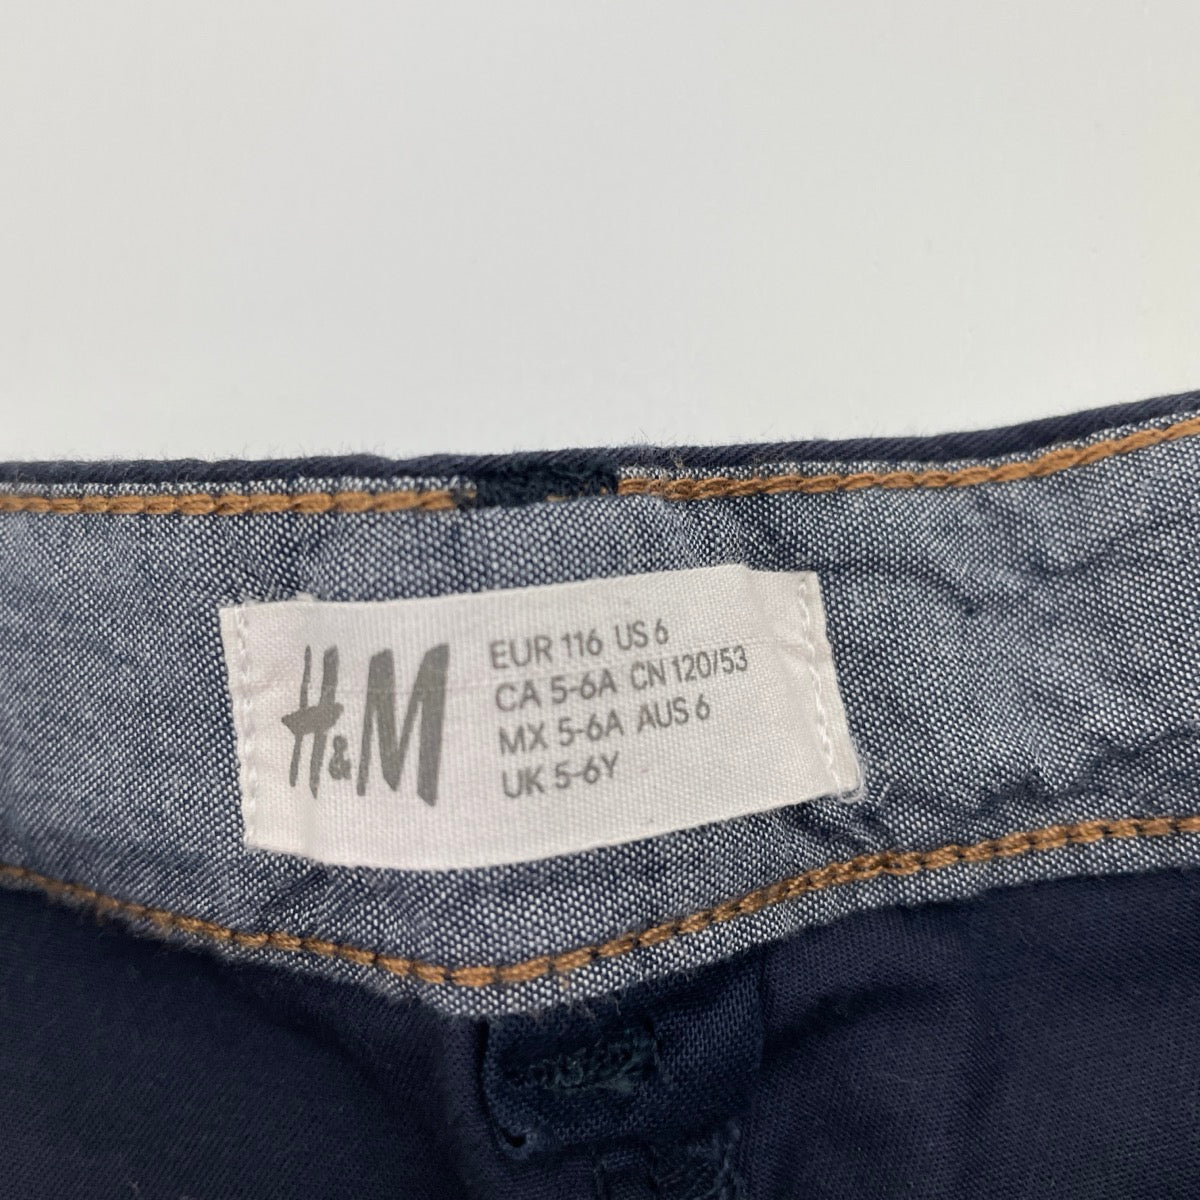 H&M
EUR 116 US 6
CA 5-6A CN 120/53
MX 5-6A AUS 6
UK 5-6Y